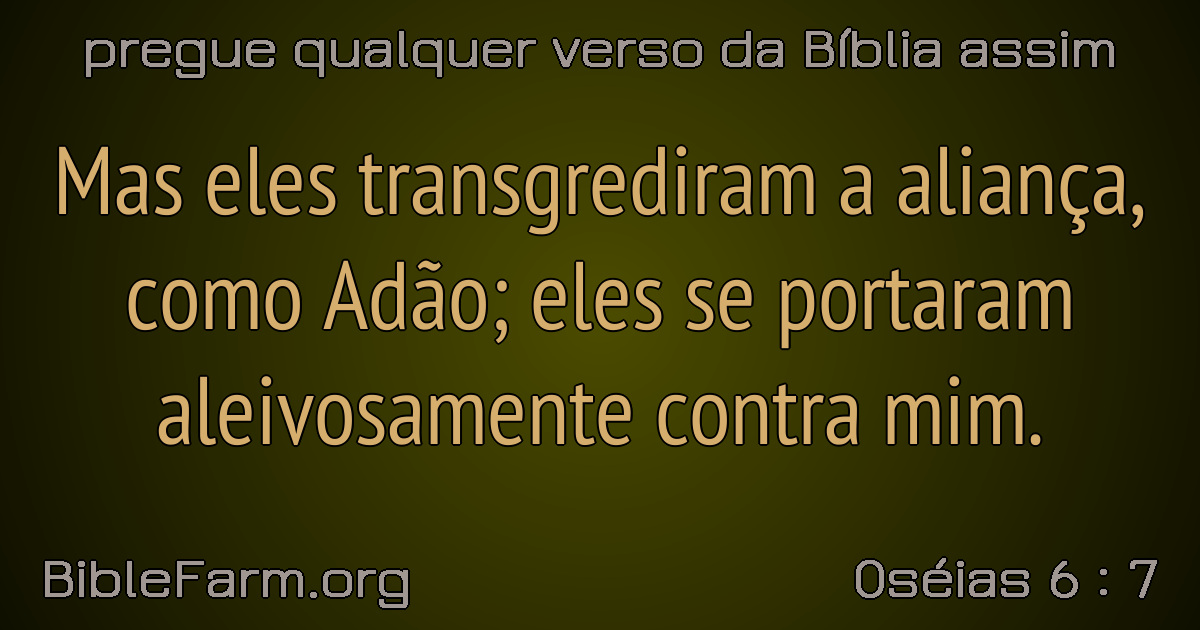 pregue qualquer verso da Bíblia assim
Mas eles transgrediram a aliança,
como Adão; eles se portaram
aleivosamente contra mim.
BibleFarm.org
Oséias 6 : 7